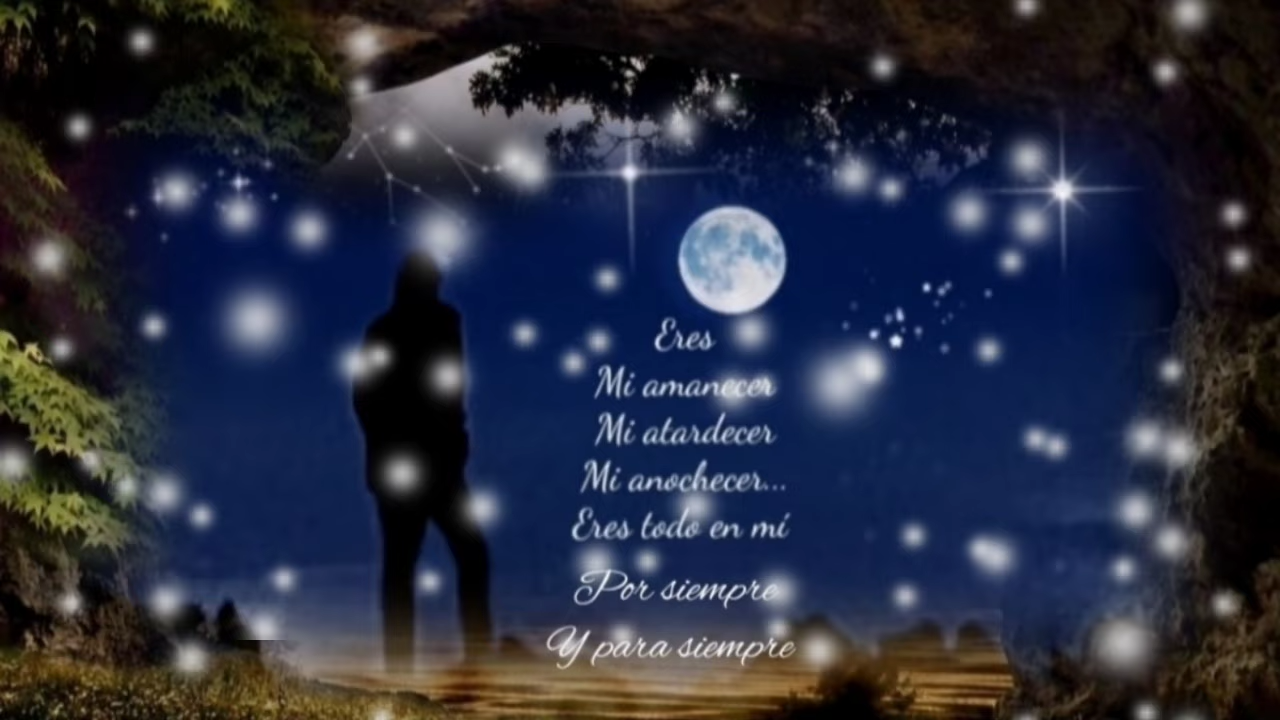 Eres
Mi amanecer
Mi atardecer
Mi anochecer...
Eres todo en mí
Por siempre
Y para siempre